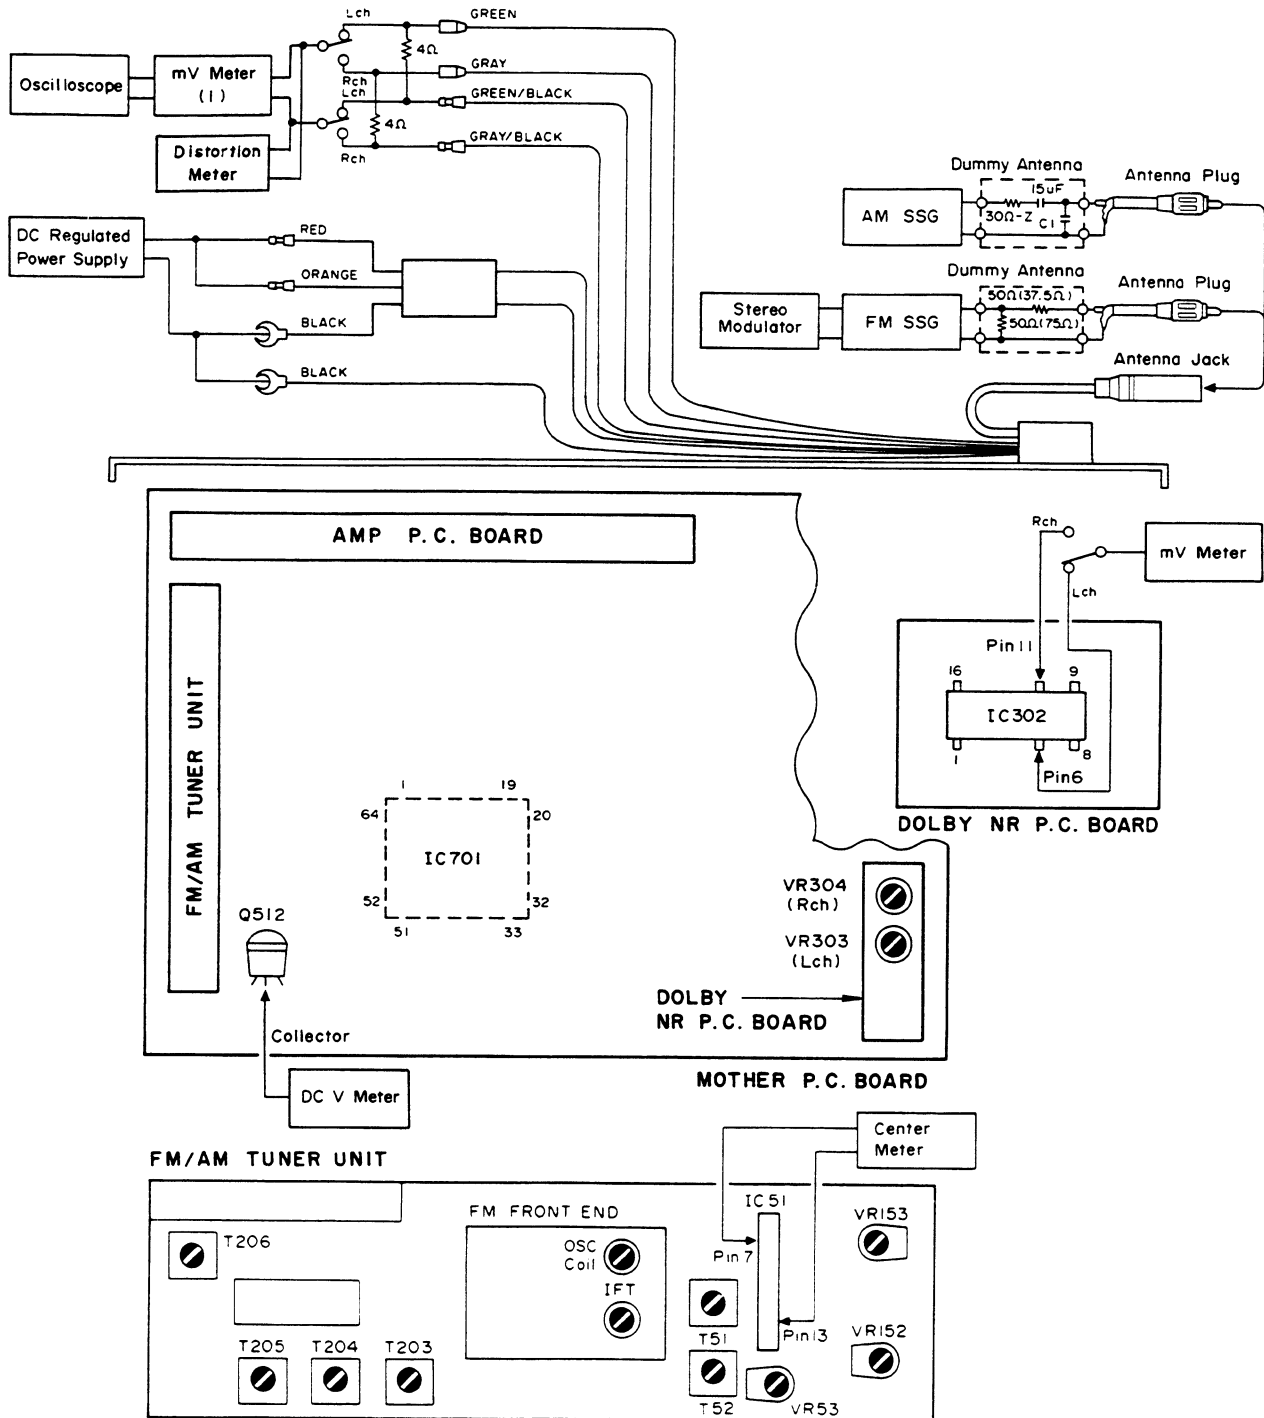 Lch
GREEN
4Ω
Oscilloscope
mV Meter
(1)
Rch
GRAY
Lch
GREEN/BLACK
4Ω
Distortion
Meter
Rch
GRAY/BLACK
Dummy Antenna
Antenna Plug
15uF
AM SSG
30Ω-Z
C1
DC Regulated
Power Supply
RED
ORANGE
BLACK
BLACK
Dummy Antenna
Antenna Plug
50Ω(37.5Ω)
Stereo
Modulator
FM SSG
50Ω(75Ω)
Antenna Jack
AMP P.C. BOARD
Rch
mV Meter
Lch
Pin 11
16
9
IC302
1
8
Pin6
DOLBY NR P.C. BOARD
FM/AM TUNER UNIT
1
19
64
20
IC701
52
32
51
33
Q512
Collector
DC V Meter
VR304
(Rch)
VR303
(Lch)
DOLBY
NR P.C. BOARD
MOTHER P.C. BOARD
Center
Meter
FM/AM TUNER UNIT
T206
FM FRONT END
OSC
Coil
IFT
IC51
Pin 7
VR153
T205
T204
T203
T51
Pin13
VR152
T52
VR53